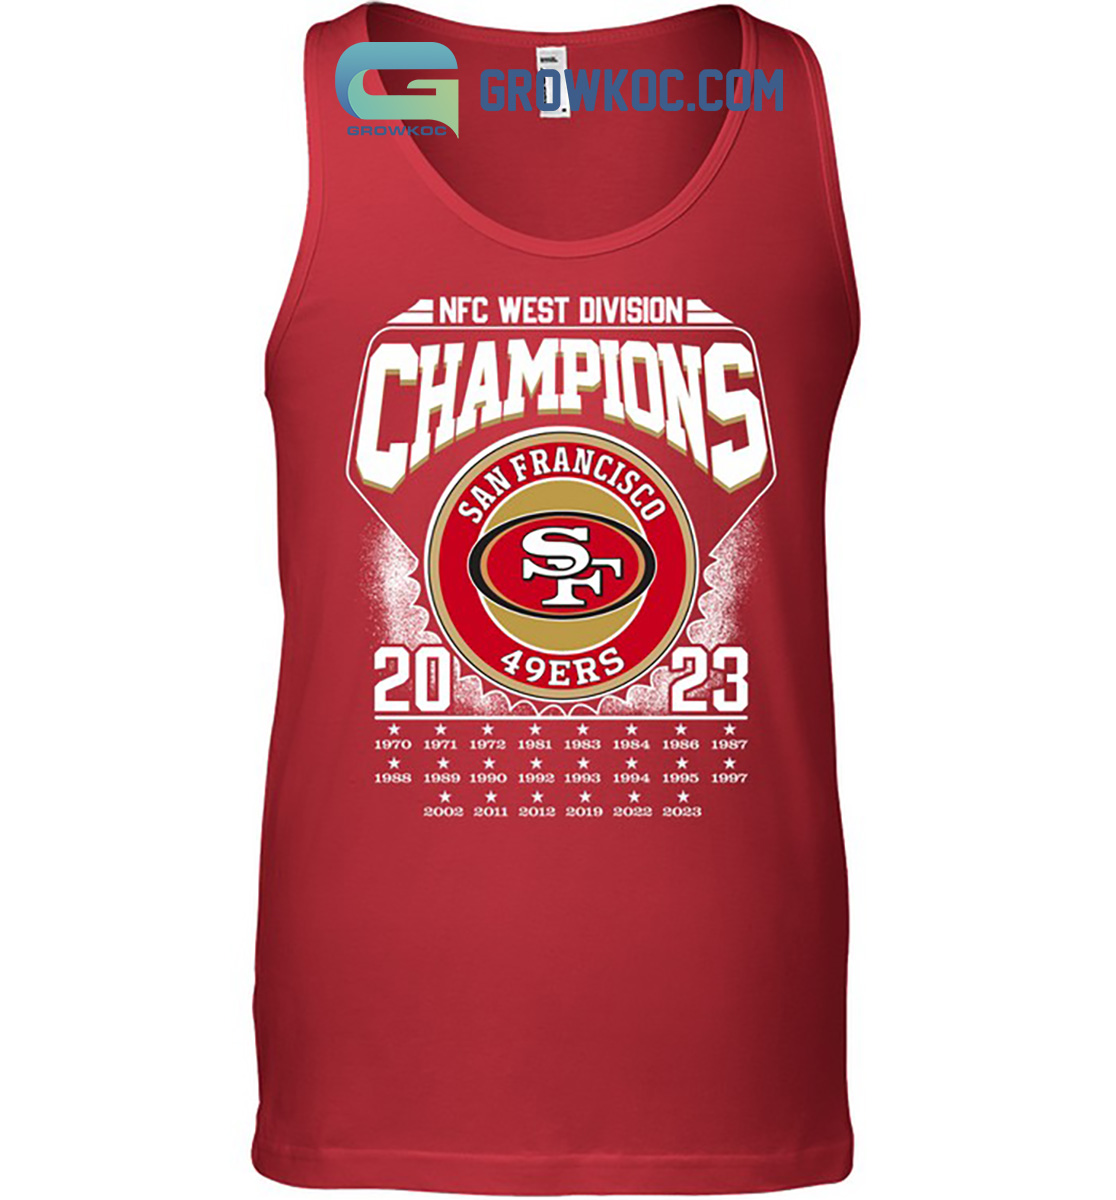 GROWKOC.COM
GROWKOC
NFC WEST DIVISION
CHAMPIONS
SAN FRANCISCO
SF
49ERS
20 23
1970 1971 1972 1981 1983 1984 1986 1987
1988 1989 1990 1992 1993 1994 1995 1997
2002 2011 2012 2019 2022 2023